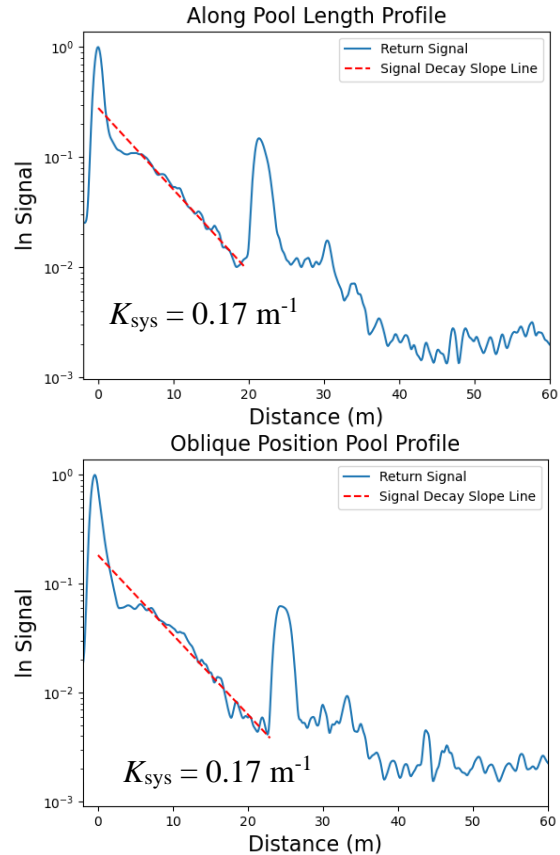 Along Pool Length Profile
10⁰
10⁻¹
10⁻²
10⁻³
ln Signal
Return Signal
Signal Decay Slope Line
K_sys = 0.17 m⁻¹
0 10 20 30 40 50 60
Distance (m)
Oblique Position Pool Profile
10⁰
10⁻¹
10⁻²
10⁻³
ln Signal
Return Signal
Signal Decay Slope Line
K_sys = 0.17 m⁻¹
0 10 20 30 40 50 60
Distance (m)